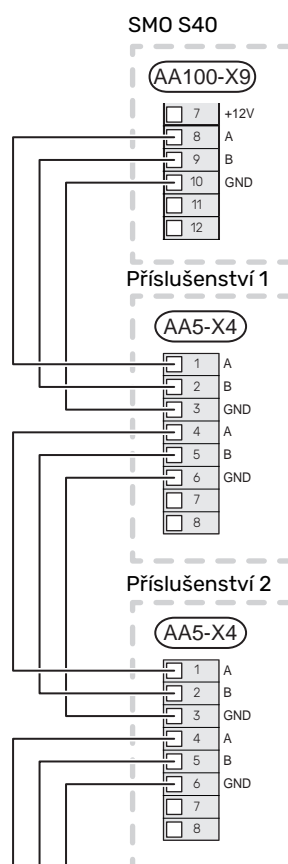 SMO S40
AA100-X9
7 +12V
8 A
9 B
10 GND
11
12
Příslušenství 1
AA5-X4
1 A
2 B
3 GND
4 A
5 B
6 GND
7
8
Příslušenství 2
AA5-X4
1 A
2 B
3 GND
4 A
5 B
6 GND
7
8